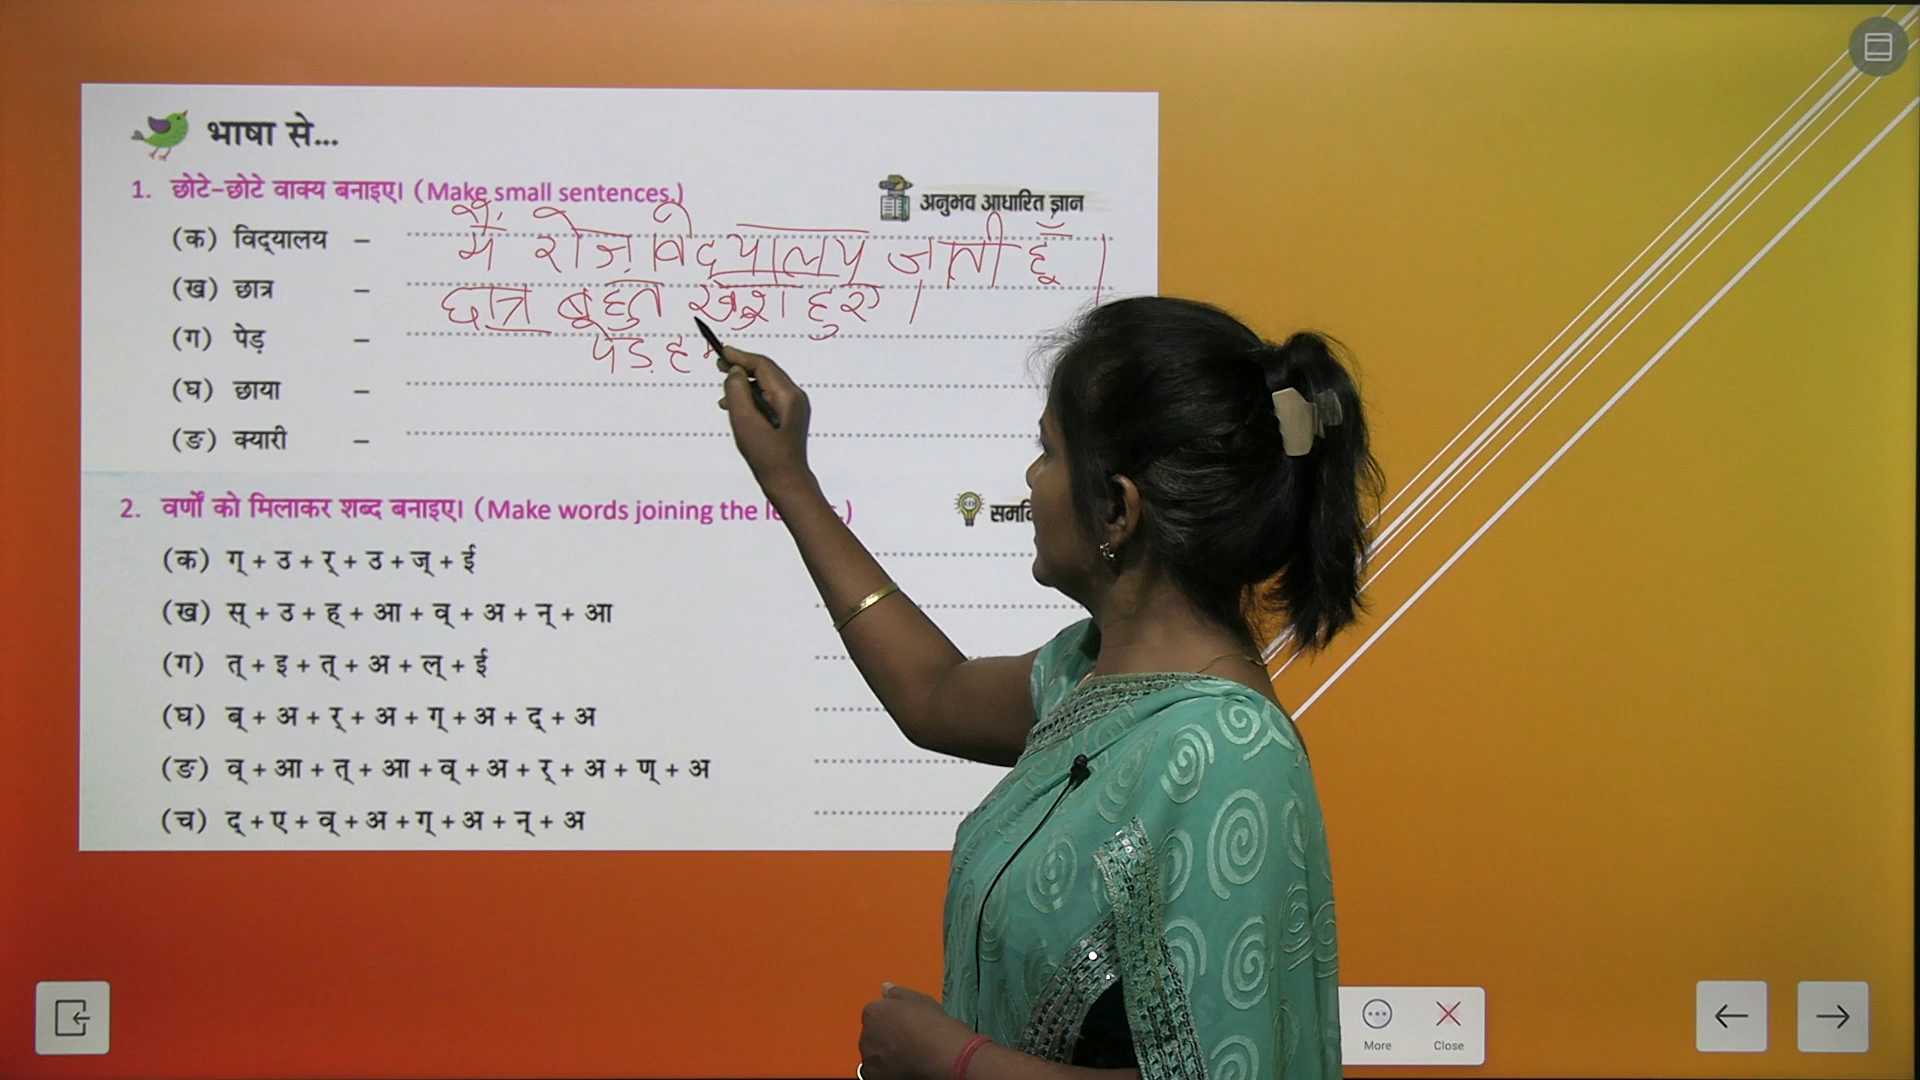 भाषा से...
1. छोटे-छोटे वाक्य बनाइए। (Make small sentences.)
अनुभव आधारित ज्ञान
(क) विद्‌यालय – मैं रोज़ विद्‌यालय जाती हूँ।
(ख) छात्र – छात्र बहुत खुश हुए।
(ग) पेड़ – पेड़ ह
(घ) छाया –
(ङ) क्यारी –
2. वर्णों को मिलाकर शब्द बनाइए। (Make words joining the
(क) ग् + उ + र् + उ + ज् + ई
(ख) स् + उ + ह् + आ + व् + अ + न् + आ
(ग) त् + इ + त् + अ + ल् + ई
(घ) ब् + अ + र् + अ + ग् + अ + द् + अ
(ङ) व् + आ + त् + आ + व् + अ + र् + अ + ण् + अ
(च) द् + ए + व् + अ + ग् + अ + न् + अ
More Close